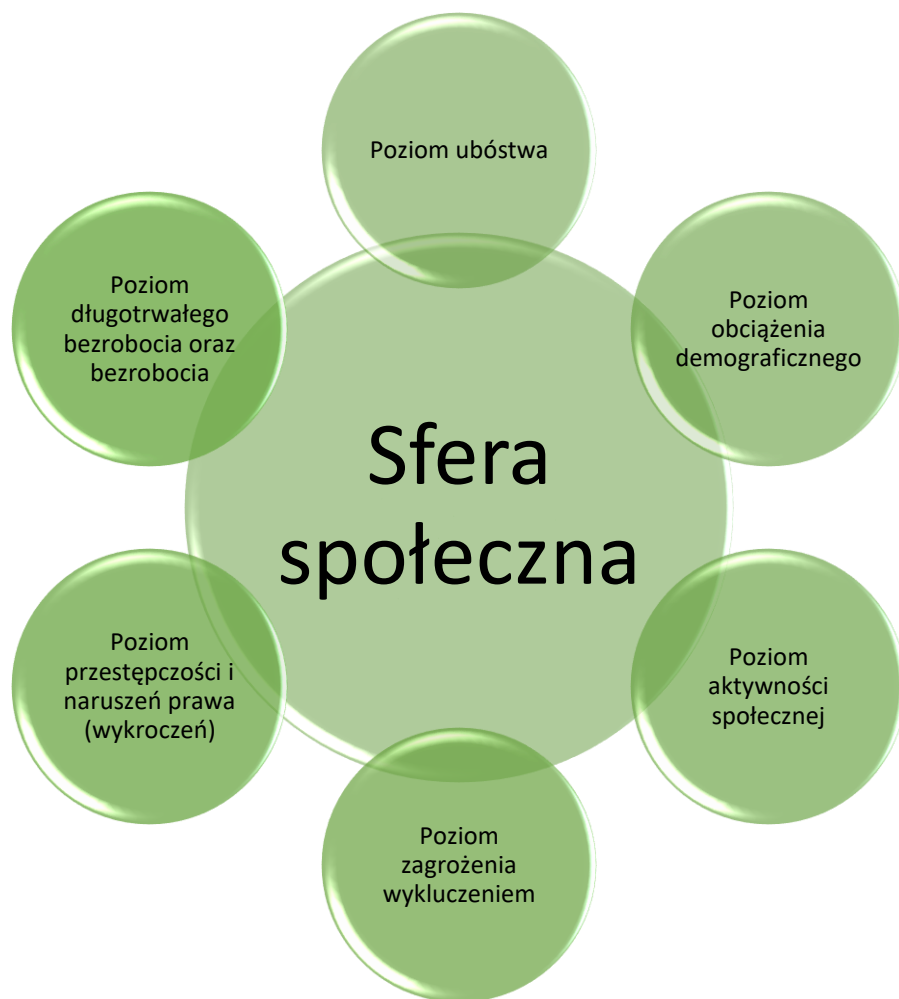 Poziom ubóstwa
Poziom
obciążenia
demograficznego
Poziom
aktywności
społecznej
Poziom
zagrożenia
wykluczeniem
Poziom
przestępczości i
naruszeń prawa
(wykroczeń)
Poziom
długotrwałego
bezrobocia oraz
bezrobocia
Sfera
społeczna